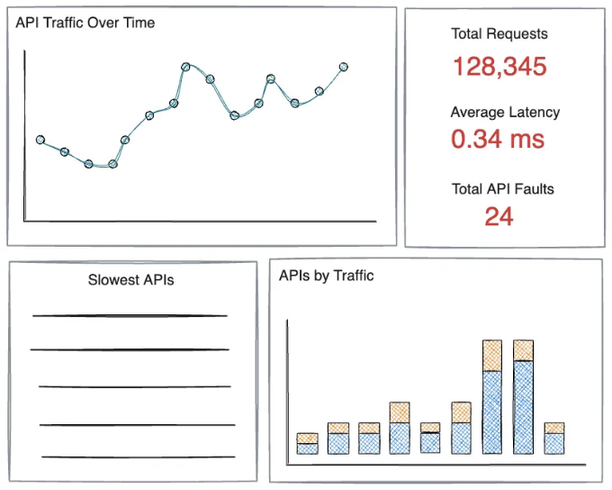 API Traffic Over Time
Total Requests
128,345
Average Latency
0.34 ms
Total API Faults
24
Slowest APIs
APIs by Traffic